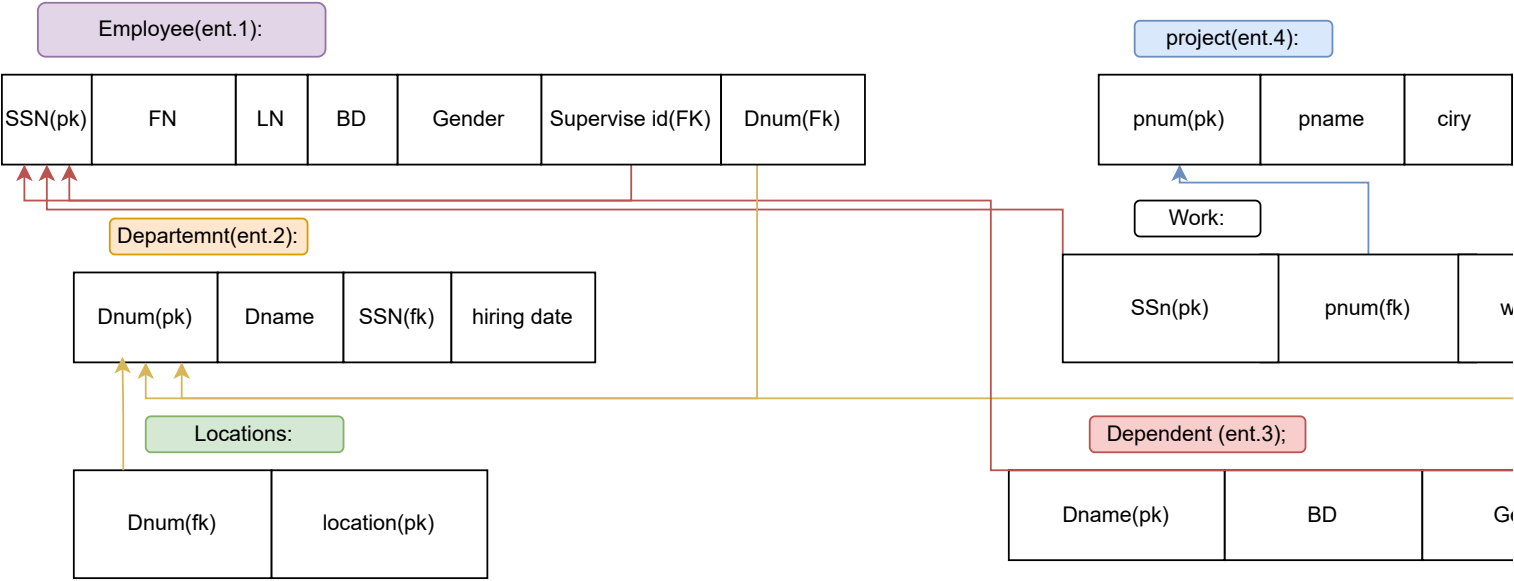 Employee(ent.1):
SSN(pk) FN LN BD Gender Supervise id(FK) Dnum(Fk)
Departemnt(ent.2):
Dnum(pk) Dname SSN(fk) hiring date
Locations:
Dnum(fk) location(pk)
project(ent.4):
pnum(pk) pname ciry
Work:
SSn(pk) pnum(fk)
Dependent (ent.3);
Dname(pk) BD